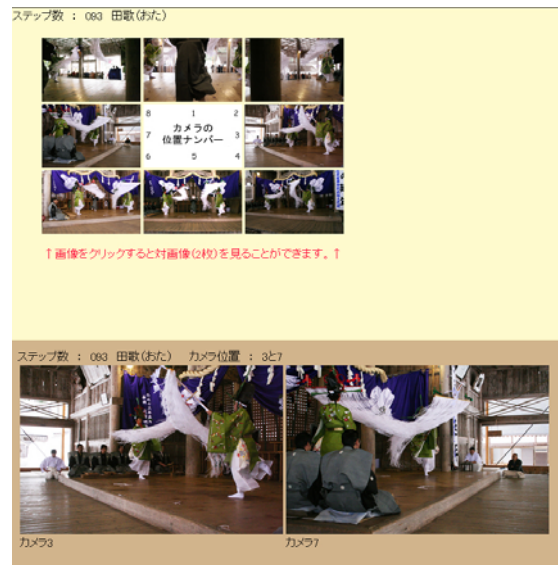 ステップ数 : 093 田歌(おた)
8 1 2
カメラの
7 位置ナンバー 3
6 5 4
↑画像をクリックすると対画像(2枚)を見ることができます。↑
ステップ数 : 093 田歌(おた) カメラ位置 : 3と7
カメラ3 カメラ7